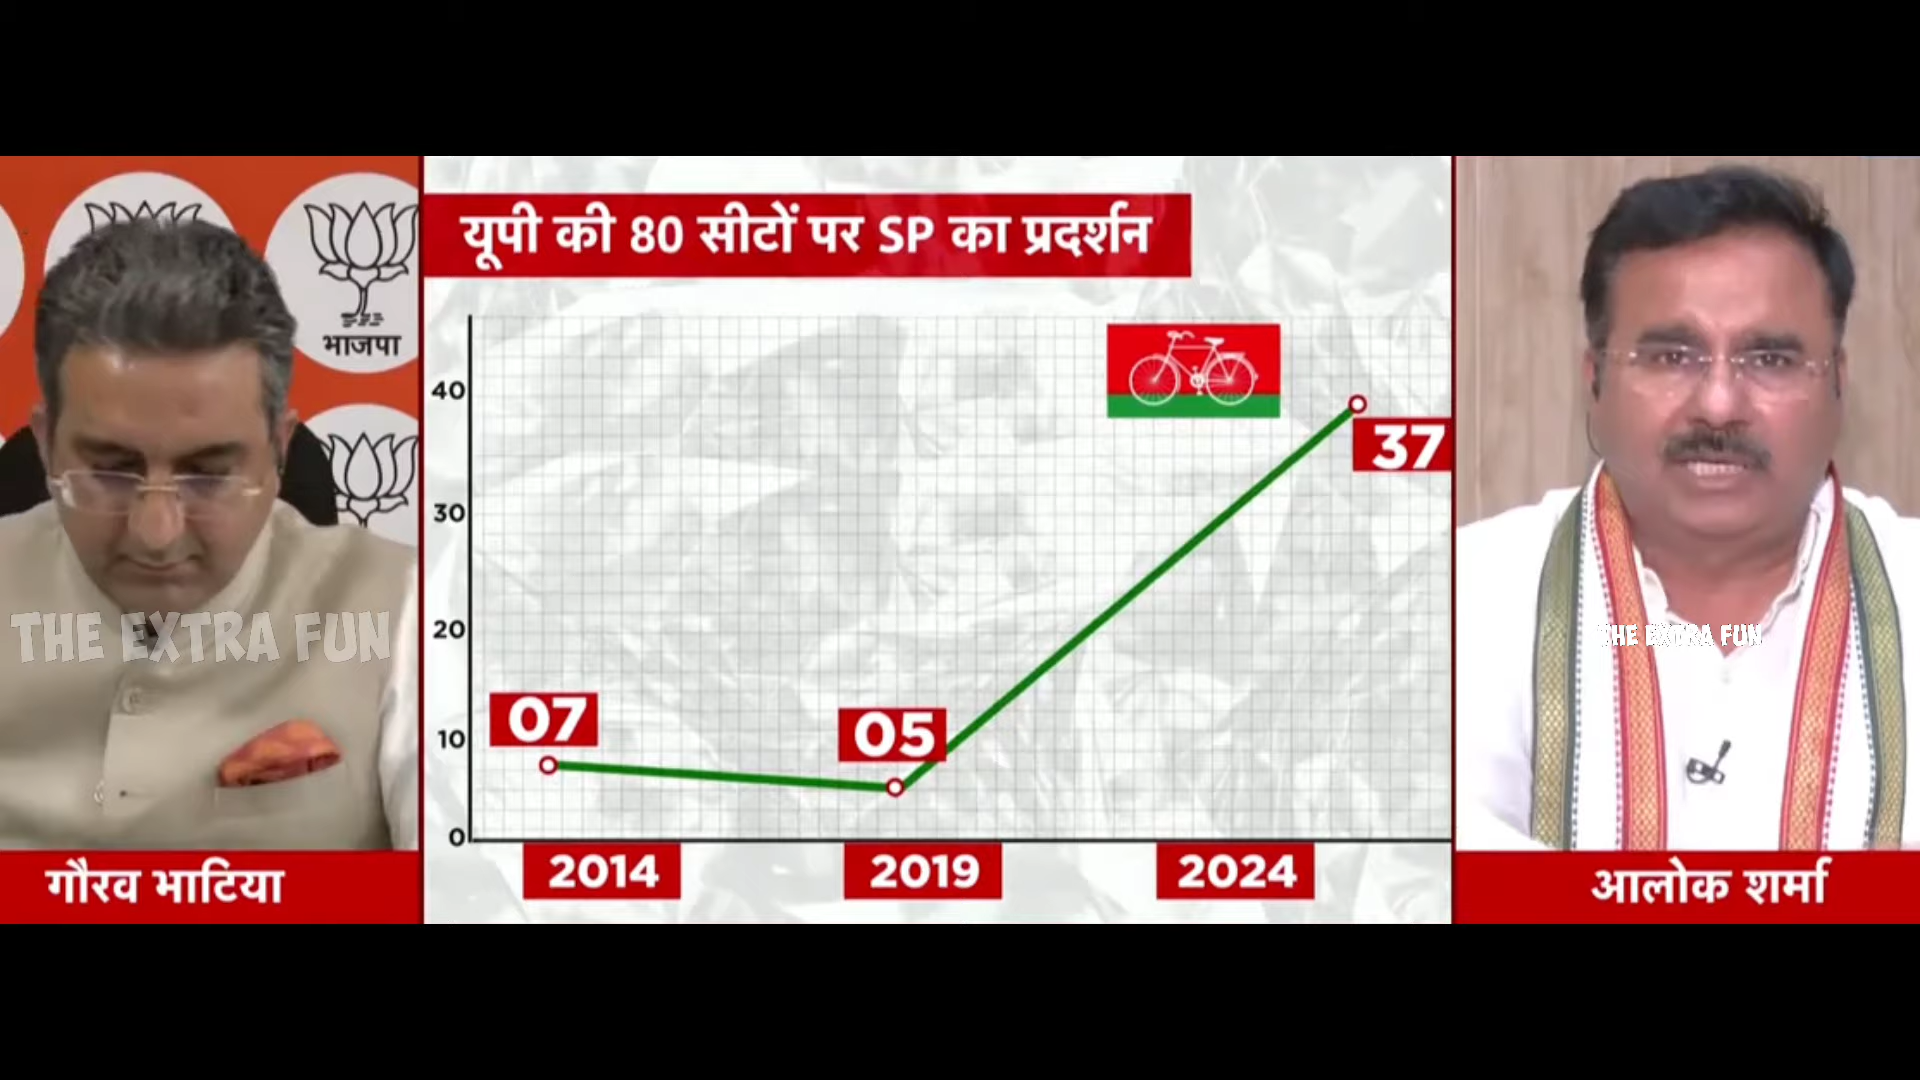 यूपी की 80 सीटों पर SP का प्रदर्शन
भाजपा
40
30
20
10
0
07
05
37
2014
2019
2024
THE EXTRA FUN
THE EXTRA FUN
गौरव भाटिया
आलोक शर्मा